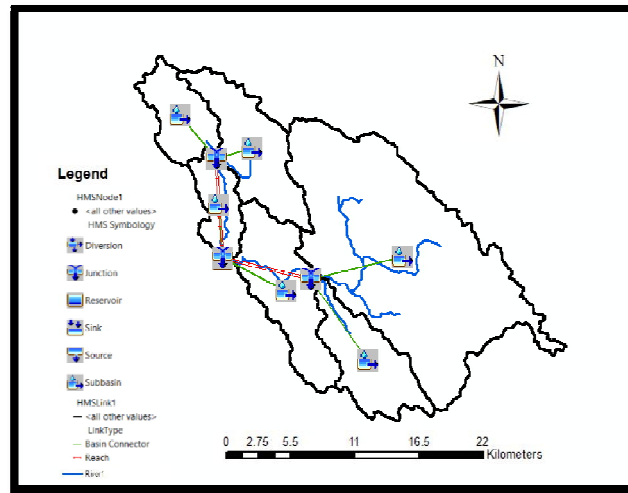 N
Legend
HMSNode1
<all other values>
HMS Symbology
Diversion
Junction
Reservoir
Sink
Source
Subbasin
HMSLink1
<all other values>
LinkType
Basin Connector
Reach
River1
0 2.75 5.5 11 16.5 22
Kilometers